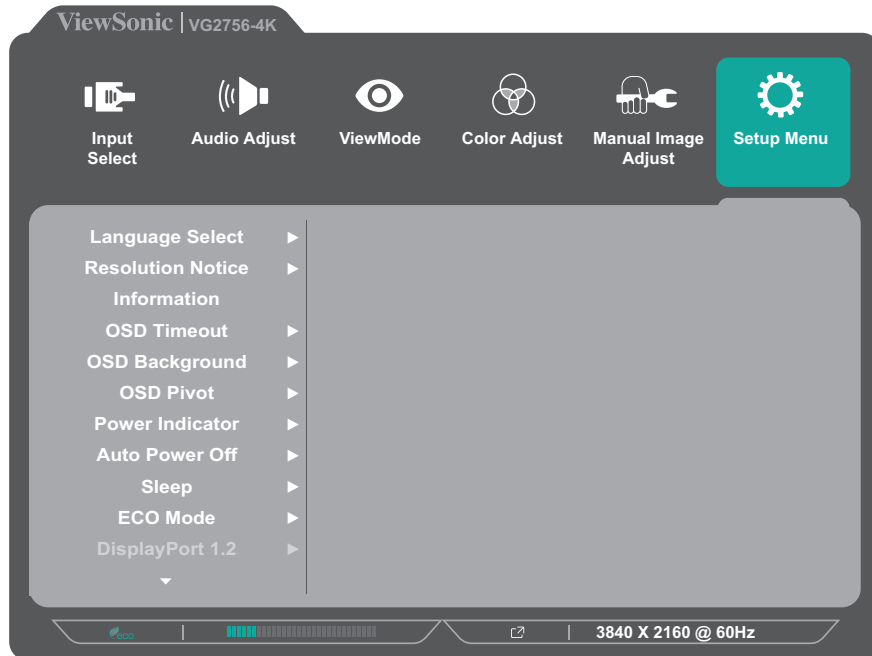 ViewSonic | VG2756-4K
Input
Select
Audio Adjust
ViewMode
Color Adjust
Manual Image
Adjust
Setup Menu
Language Select
Resolution Notice
Information
OSD Timeout
OSD Background
OSD Pivot
Power Indicator
Auto Power Off
Sleep
ECO Mode
DisplayPort 1.2
eco
3840 X 2160 @ 60Hz